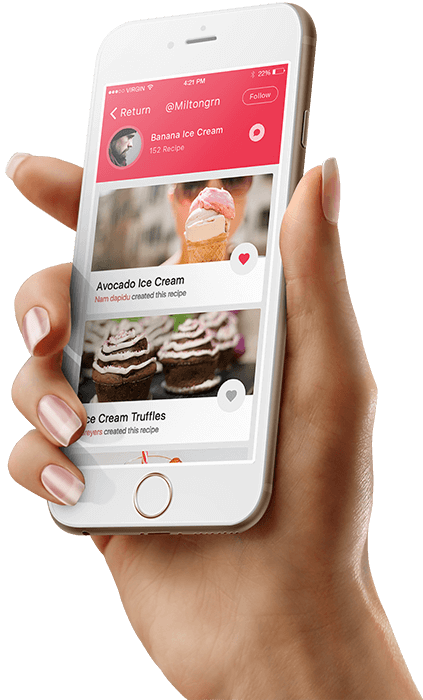 VIRGIN 4:21 PM 22%
Return @Miltongrn Follow
Banana Ice Cream
152 Recipe
Avocado Ice Cream
Nam dapidu created this recipe
ce Cream Truffles
reyers created this recipe